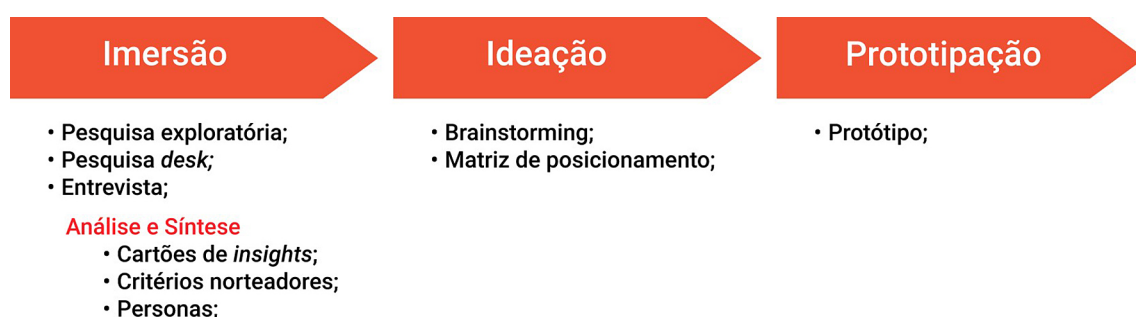 Imersão
• Pesquisa exploratória;
• Pesquisa desk;
• Entrevista;
Análise e Síntese
• Cartões de insights;
• Critérios norteadores;
• Personas;
Ideação
• Brainstorming;
• Matriz de posicionamento;
Prototipação
• Protótipo;